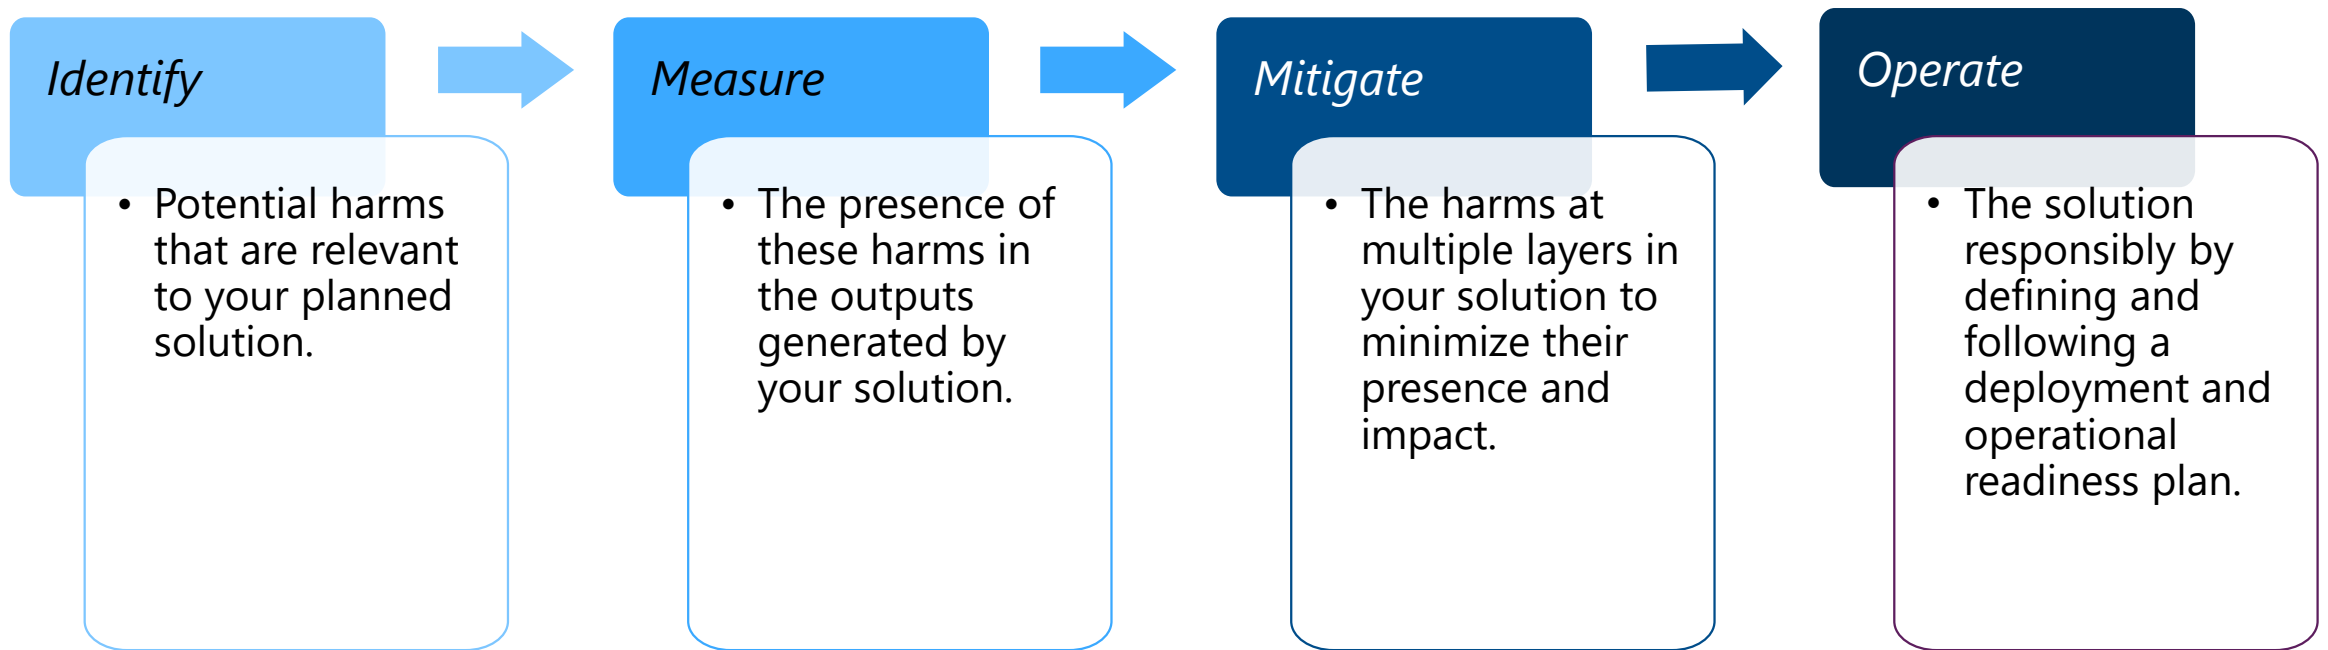 Identify
• Potential harms
that are relevant
to your planned
solution.
Measure
• The presence of
these harms in
the outputs
generated by
your solution.
Mitigate
• The harms at
multiple layers in
your solution to
minimize their
presence and
impact.
Operate
• The solution
responsibly by
defining and
following a
deployment and
operational
readiness plan.